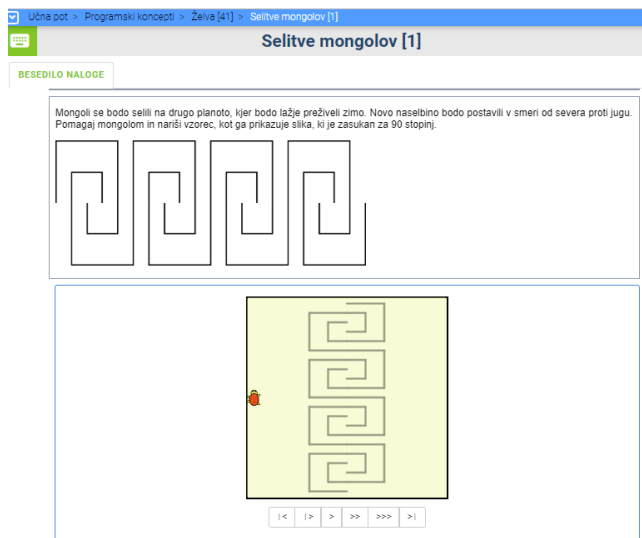 Učna pot > Programski koncepti > Želva [41] > Selitve mongolov [1]
Selitve mongolov [1]
BESEDILO NALOGE
Mongoli se bodo selili na drugo planoto, kjer bodo lažje preživeli zimo. Novo naselbino bodo postavili v smeri od severa proti jugu.
Pomagaj mongolom in nariši vzorec, kot ga prikazuje slika, ki je zasukan za 90 stopinj.
|< |> > >> >>> >|